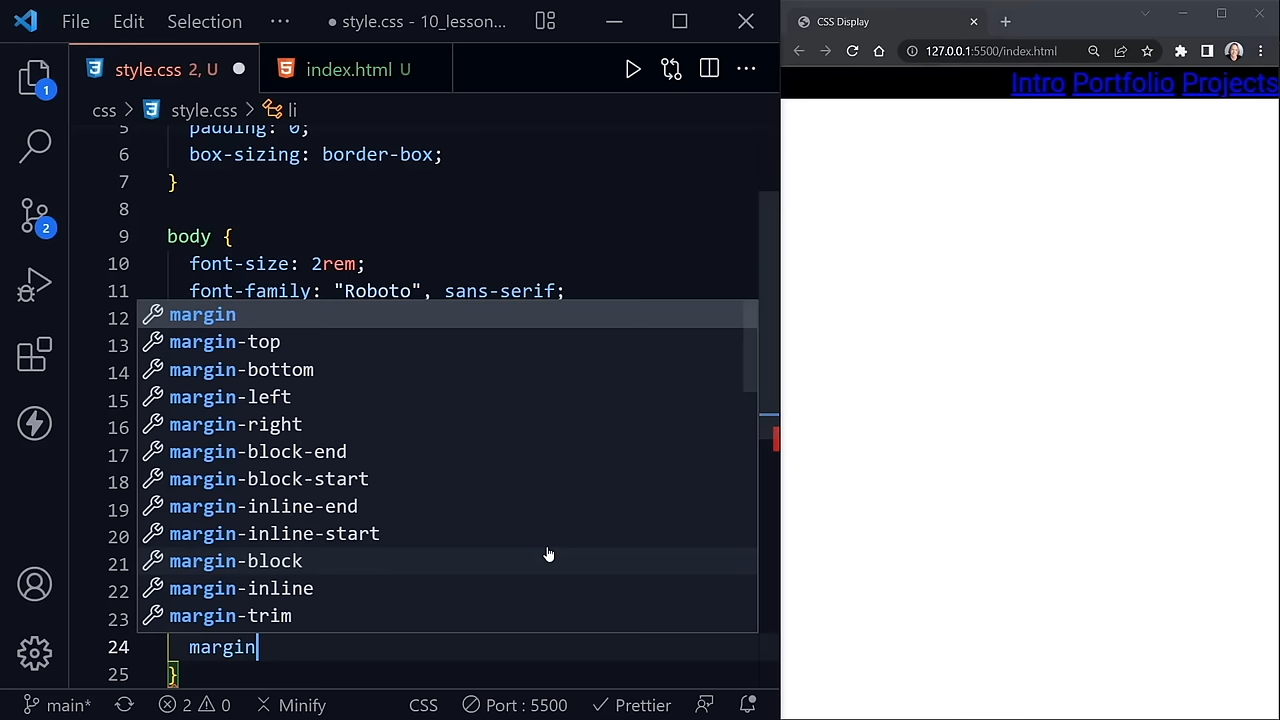 File Edit Selection ··· ● style.css - 10_lesson...
style.css 2, U ● index.html U
css > style.css > li
5 padding: 0;
6 box-sizing: border-box;
7 }
8
9 body {
10 font-size: 2rem;
11 font-family: "Roboto", sans-serif;
12 margin
13 margin-top
14 margin-bottom
15 margin-left
16 margin-right
17 margin-block-end
18 margin-block-start
19 margin-inline-end
20 margin-inline-start
21 margin-block
22 margin-inline
23 margin-trim
24 margin
25 }
1
2
main* 2 0 Minify CSS Port : 5500 Prettier
CSS Display
127.0.0.1:5500/index.html
Intro Portfolio Projects